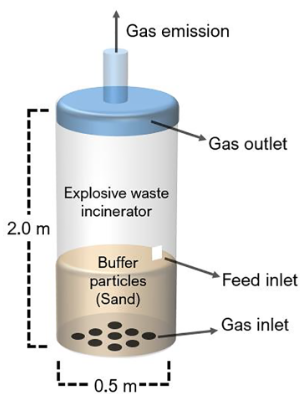 Gas emission
Gas outlet
Explosive waste
incinerator
2.0 m
Buffer
particles
(Sand)
Feed inlet
Gas inlet
0.5 m